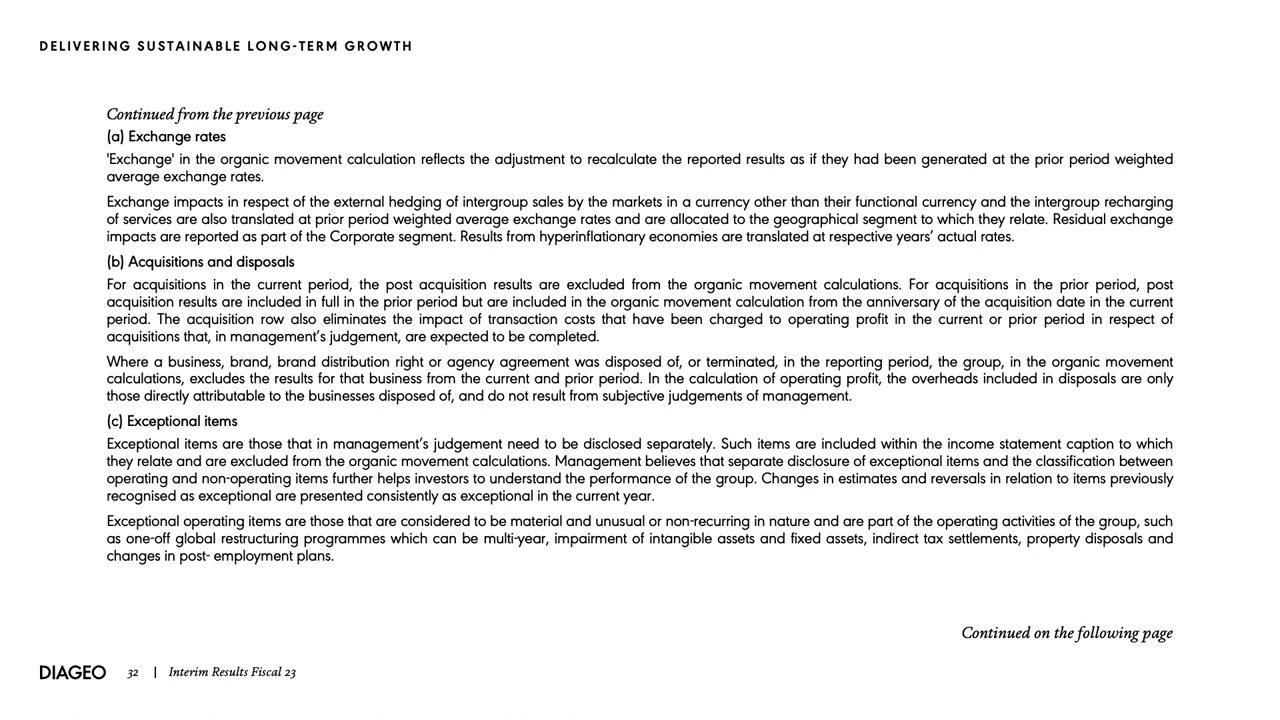 DELIVERING SUSTAINABLE LONG-TERM GROWTH
Continued from the previous page
(a) Exchange rates
'Exchange' in the organic movement calculation reflects the adjustment to recalculate the reported results as if they had been generated at the prior period weighted
average exchange rates.
Exchange impacts in respect of the external hedging of intergroup sales by the markets in a currency other than their functional currency and the intergroup recharging
of services are also translated at prior period weighted average exchange rates and are allocated to the geographical segment to which they relate. Residual exchange
impacts are reported as part of the Corporate segment. Results from hyperinflationary economies are translated at respective years’ actual rates.
(b) Acquisitions and disposals
For acquisitions in the current period, the post acquisition results are excluded from the organic movement calculations. For acquisitions in the prior period, post
acquisition results are included in full in the prior period but are included in the organic movement calculation from the anniversary of the acquisition date in the current
period. The acquisition row also eliminates the impact of transaction costs that have been charged to operating profit in the current or prior period in respect of
acquisitions that, in management’s judgement, are expected to be completed.
Where a business, brand, brand distribution right or agency agreement was disposed of, or terminated, in the reporting period, the group, in the organic movement
calculations, excludes the results for that business from the current and prior period. In the calculation of operating profit, the overheads included in disposals are only
those directly attributable to the businesses disposed of, and do not result from subjective judgements of management.
(c) Exceptional items
Exceptional items are those that in management’s judgement need to be disclosed separately. Such items are included within the income statement caption to which
they relate and are excluded from the organic movement calculations. Management believes that separate disclosure of exceptional items and the classification between
operating and non-operating items further helps investors to understand the performance of the group. Changes in estimates and reversals in relation to items previously
recognised as exceptional are presented consistently as exceptional in the current year.
Exceptional operating items are those that are considered to be material and unusual or non-recurring in nature and are part of the operating activities of the group, such
as one-off global restructuring programmes which can be multi-year, impairment of intangible assets and fixed assets, indirect tax settlements, property disposals and
changes in post- employment plans.
Continued on the following page
DIAGEO 32 | Interim Results Fiscal 23